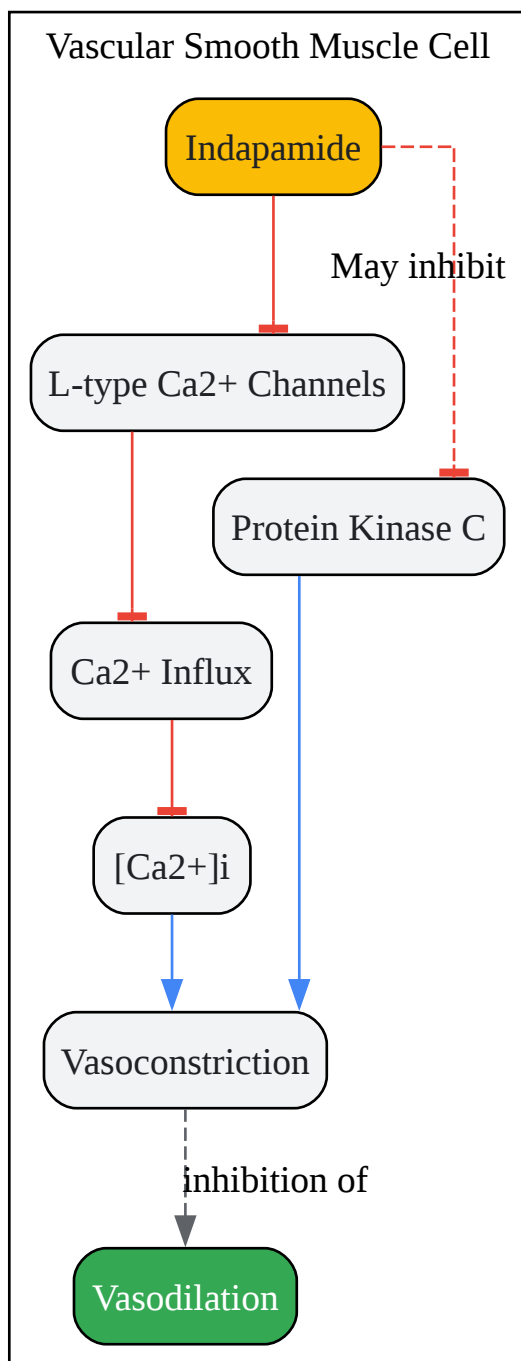 Vascular Smooth Muscle Cell
Indapamide
May inhibit
L-type Ca2+ Channels
Protein Kinase C
Ca2+ Influx
[Ca2+]i
Vasoconstriction
inhibition of
Vasodilation